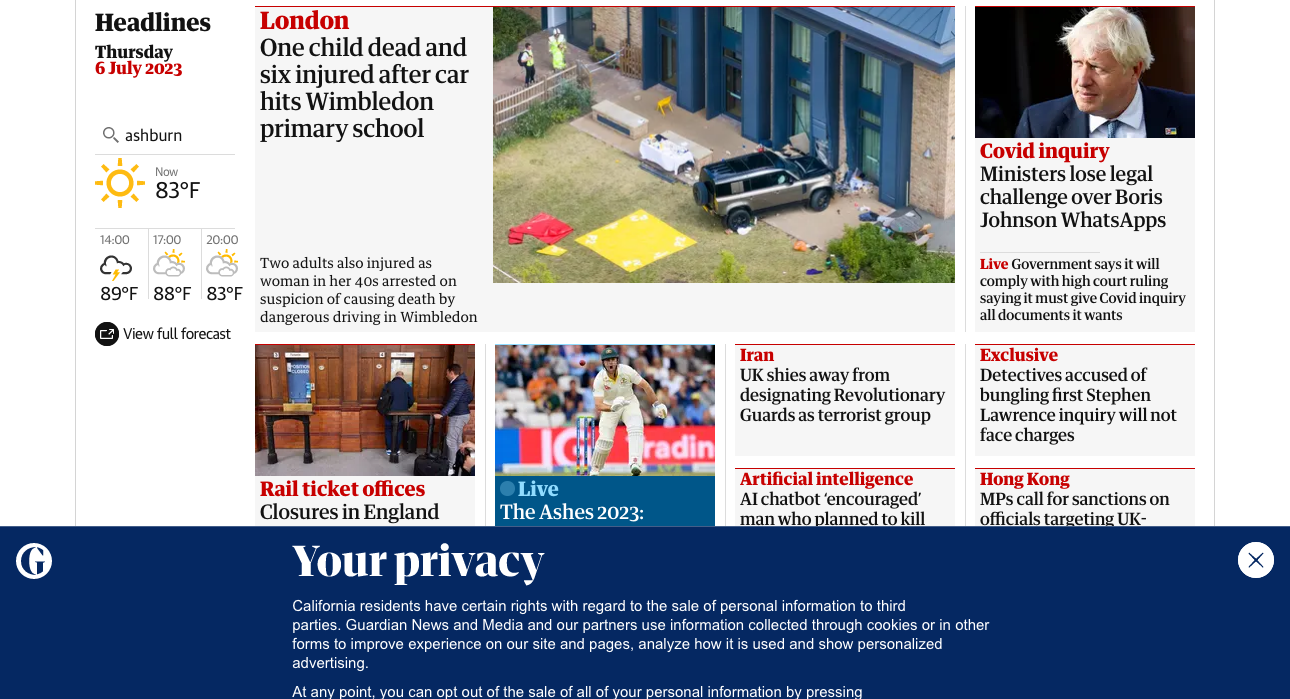 Headlines
Thursday
6 July 2023
ashburn
Now
83°F
14:00
17:00
20:00
89°F
88°F
83°F
View full forecast
London
One child dead and
six injured after car
hits Wimbledon
primary school
Two adults also injured as
woman in her 40s arrested on
suspicion of causing death by
dangerous driving in Wimbledon
Covid inquiry
Ministers lose legal
challenge over Boris
Johnson WhatsApps
Live Government says it will
comply with high court ruling
saying it must give Covid inquiry
all documents it wants
POSITION
CLOSED
3
4
Rail ticket offices
Closures in England
IG Tradin
Live
The Ashes 2023:
Iran
UK shies away from
designating Revolutionary
Guards as terrorist group
Exclusive
Detectives accused of
bungling first Stephen
Lawrence inquiry will not
face charges
Artificial intelligence
AI chatbot ‘encouraged’
man who planned to kill
Hong Kong
MPs call for sanctions on
officials targeting UK-
G
Your privacy
California residents have certain rights with regard to the sale of personal information to third
parties. Guardian News and Media and our partners use information collected through cookies or in other
forms to improve experience on our site and pages, analyze how it is used and show personalized
advertising.
At any point, you can opt out of the sale of all of your personal information by pressing